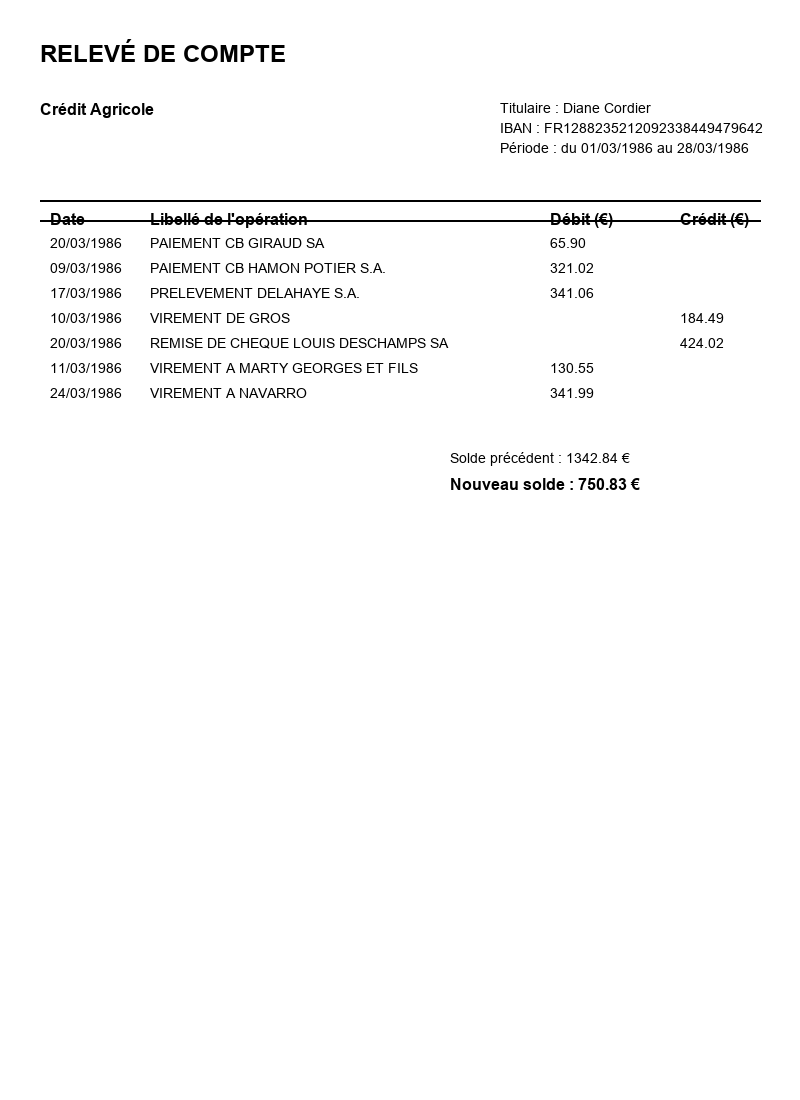 RELEVÉ DE COMPTE
Crédit Agricole
Titulaire : Diane Cordier
IBAN : FR1288235212092338449479642
Période : du 01/03/1986 au 28/03/1986
Date Libellé de l'opération Débit (€) Crédit (€)
20/03/1986 PAIEMENT CB GIRAUD SA 65.90
09/03/1986 PAIEMENT CB HAMON POTIER S.A. 321.02
17/03/1986 PRELEVEMENT DELAHAYE S.A. 341.06
10/03/1986 VIREMENT DE GROS 184.49
20/03/1986 REMISE DE CHEQUE LOUIS DESCHAMPS SA 424.02
11/03/1986 VIREMENT A MARTY GEORGES ET FILS 130.55
24/03/1986 VIREMENT A NAVARRO 341.99
Solde précédent : 1342.84 €
Nouveau solde : 750.83 €